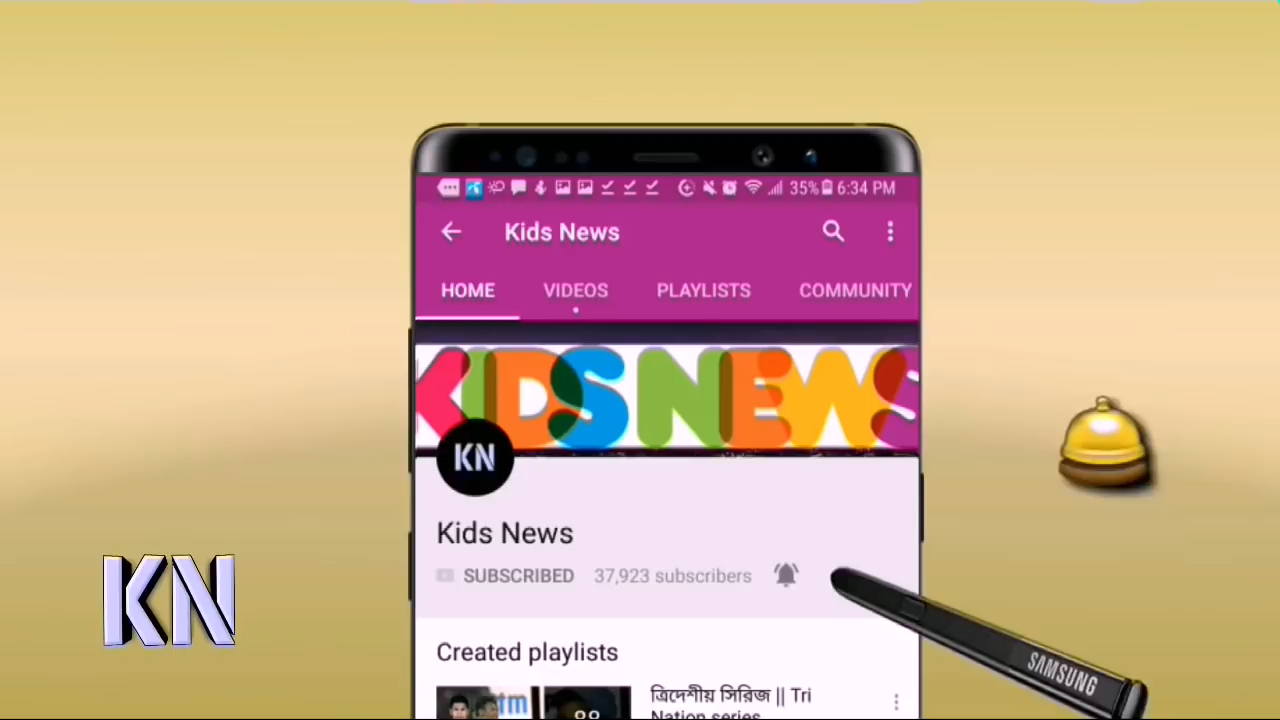 35% 6:34 PM
Kids News
HOME VIDEOS PLAYLISTS COMMUNITY
KIDS NEWS
KN
Kids News
SUBSCRIBED 37,923 subscribers
KN
SAMSUNG
Created playlists
ত্রিদেশীয় সিরিজ || Tri
Nation series